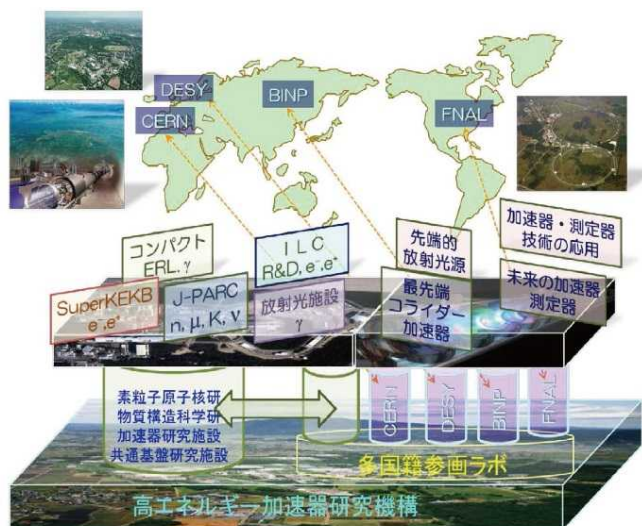 DESY
BINP
CERN
FNAL
コンパクト
ERL, γ
ILC
R&D, e⁻,e⁺
先端的
放射光源
加速器・測定器
技術の応用
SuperKEKB
e⁻,e⁺
J-PARC
n, μ, K, ν
放射光施設
γ
最先端
コライダー
加速器
未来の加速器
測定器
素粒子原子核研
物質構造科学研
加速器研究施設
共通基盤研究施設
CERN
DESY
BINP
FNAL
多国籍参画ラボ
高エネルギー加速器研究機構